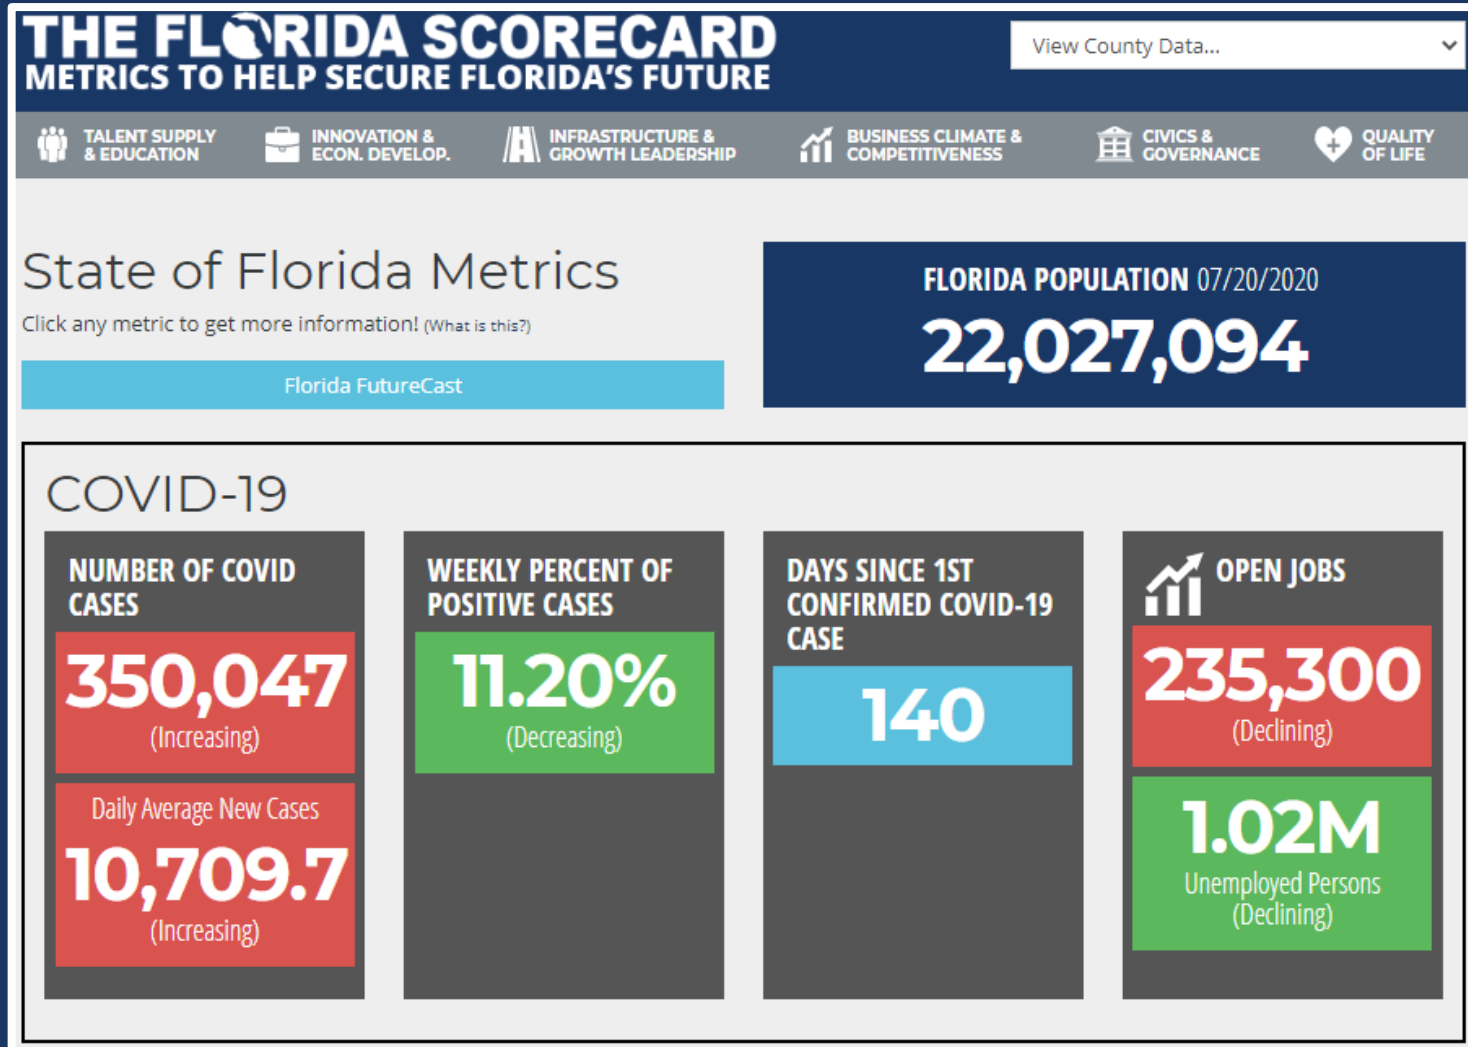 THE FLORIDA SCORECARD
METRICS TO HELP SECURE FLORIDA'S FUTURE
View County Data...
TALENT SUPPLY
& EDUCATION
INNOVATION &
ECON. DEVELOP.
INFRASTRUCTURE &
GROWTH LEADERSHIP
BUSINESS CLIMATE &
COMPETITIVENESS
CIVICS &
GOVERNANCE
QUALITY
OF LIFE
State of Florida Metrics
Click any metric to get more information! (What is this?)
Florida FutureCast
FLORIDA POPULATION 07/20/2020
22,027,094
COVID-19
NUMBER OF COVID
CASES
350,047
(Increasing)
Daily Average New Cases
10,709.7
(Increasing)
WEEKLY PERCENT OF
POSITIVE CASES
11.20%
(Decreasing)
DAYS SINCE 1ST
CONFIRMED COVID-19
CASE
140
OPEN JOBS
235,300
(Declining)
1.02M
Unemployed Persons
(Declining)